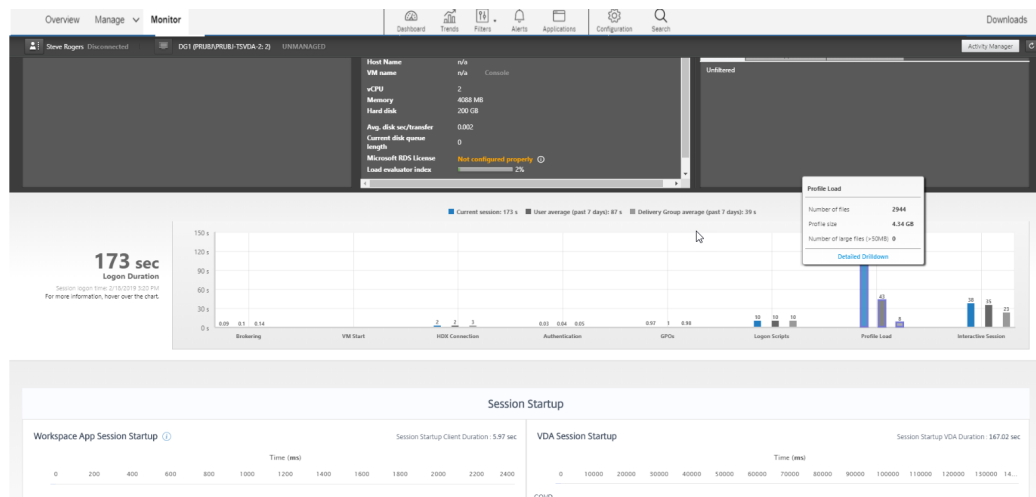 Overview Manage Monitor
Dashboard Trends Filters Alerts Applications Configuration Search
Downloads
Steve Rogers Disconnected
DG1 (PRUBJ\PRUBJ-TSVDA-2: 2) UNMANAGED
Activity Manager
Host Name n/a
VM name n/a Console
vCPU 2
Memory 4088 MB
Hard disk 200 GB
Avg. disk sec/transfer 0.002
Current disk queue
length 0
Microsoft RDS License Not configured properly
Load evaluator index 2%
Unfiltered
Profile Load
Number of files 2944
Profile size 4.54 GB
Number of large files (>50MB) 0
Detailed Drilldown
Current session: 173 s User average (past 7 days): 87 s Delivery Group average (past 7 days): 39 s
173 sec
Logon Duration
Session logon time: 2/18/2019 3:20 PM
For more information, hover over the chart.
150 s
120 s
90 s
60 s
30 s
0 s
0.09 0.1 0.14
2 2 3
0.03 0.04 0.05
0.97 1 0.98
10 10 10
43 8
38 35 23
Brokering VM Start HDX Connection Authentication GPOs Logon Scripts Profile Load Interactive Session
Session Startup
Workspace App Session Startup
Session Startup Client Duration : 5.97 sec
Time (ms)
0 200 400 600 800 1000 1200 1400 1600 1800 2000 2200 2400
VDA Session Startup
Session Startup VDA Duration : 167.02 sec
Time (ms)
0 10000 20000 30000 40000 50000 60000 70000 80000 90000 100000 110000 120000 130000 14...